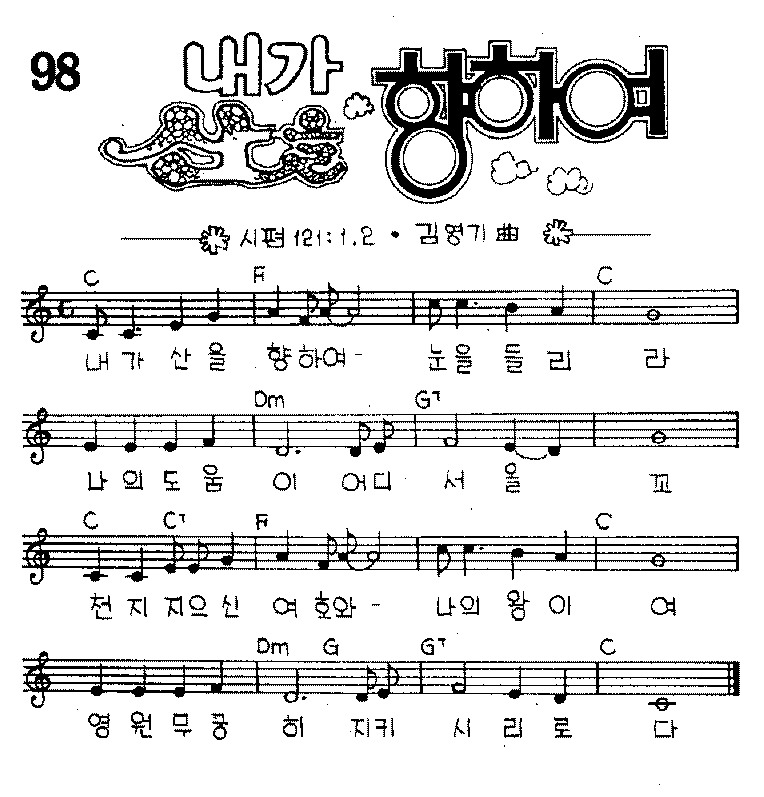 98
내가
산을 향하여
시편 121:1.2 • 김영기 曲
C F C
내 가 산 을 향하여- 눈을 들 리 라
Dm G7
나 의 도 움 이 어디 서 올 꼬
C C7 F C
천 지 지으신 여 호와- 나의 왕 이 여
Dm G G7 C
영 원 무 궁 히 지키 시 리 로 다